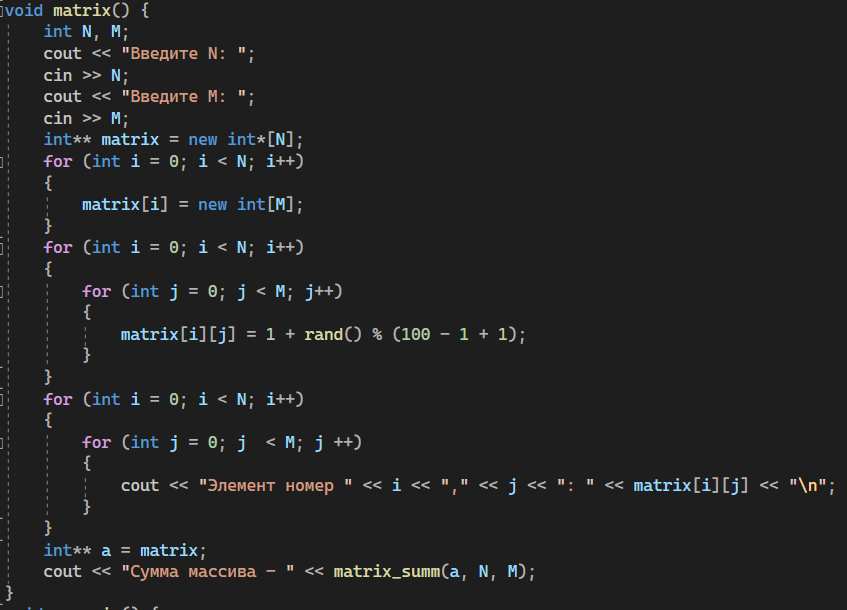 void matrix() {
int N, M;
cout << "Введите N: ";
cin >> N;
cout << "Введите M: ";
cin >> M;
int** matrix = new int*[N];
for (int i = 0; i < N; i++)
{
matrix[i] = new int[M];
}
for (int i = 0; i < N; i++)
{
for (int j = 0; j < M; j++)
{
matrix[i][j] = 1 + rand() % (100 - 1 + 1);
}
}
for (int i = 0; i < N; i++)
{
for (int j = 0; j  < M; j ++)
{
cout << "Элемент номер " << i << "," << j << ": " << matrix[i][j] << "\n";
}
}
int** a = matrix;
cout << "Сумма массива - " << matrix_summ(a, N, M);
}